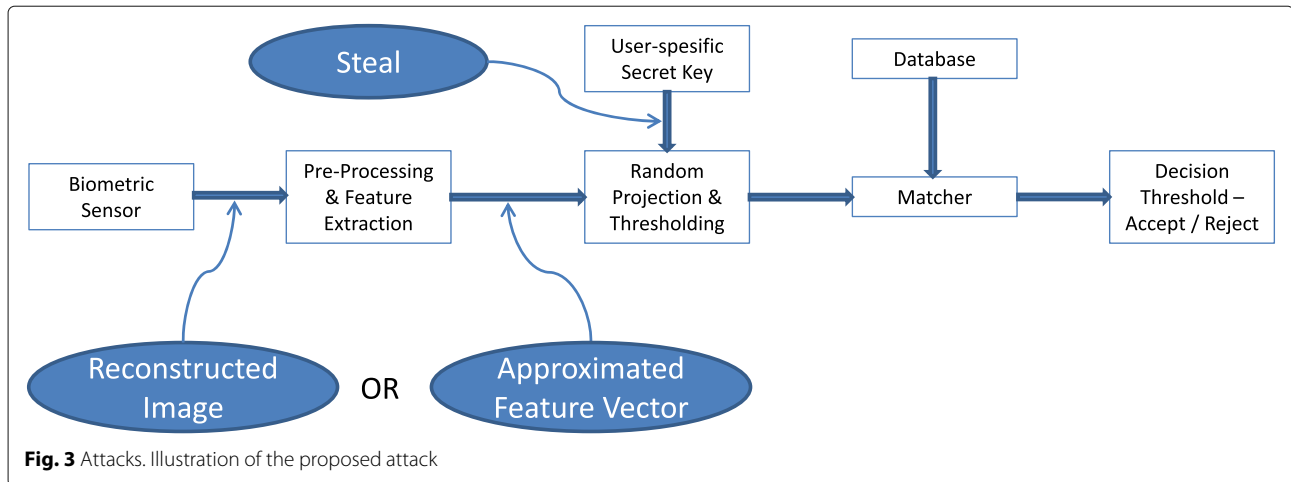 Steal
User-spesific
Secret Key
Database
Biometric
Sensor
Pre-Processing
& Feature
Extraction
Random
Projection &
Thresholding
Matcher
Decision
Threshold –
Accept / Reject
Reconstructed
Image
OR
Approximated
Feature Vector
Fig. 3 Attacks. Illustration of the proposed attack